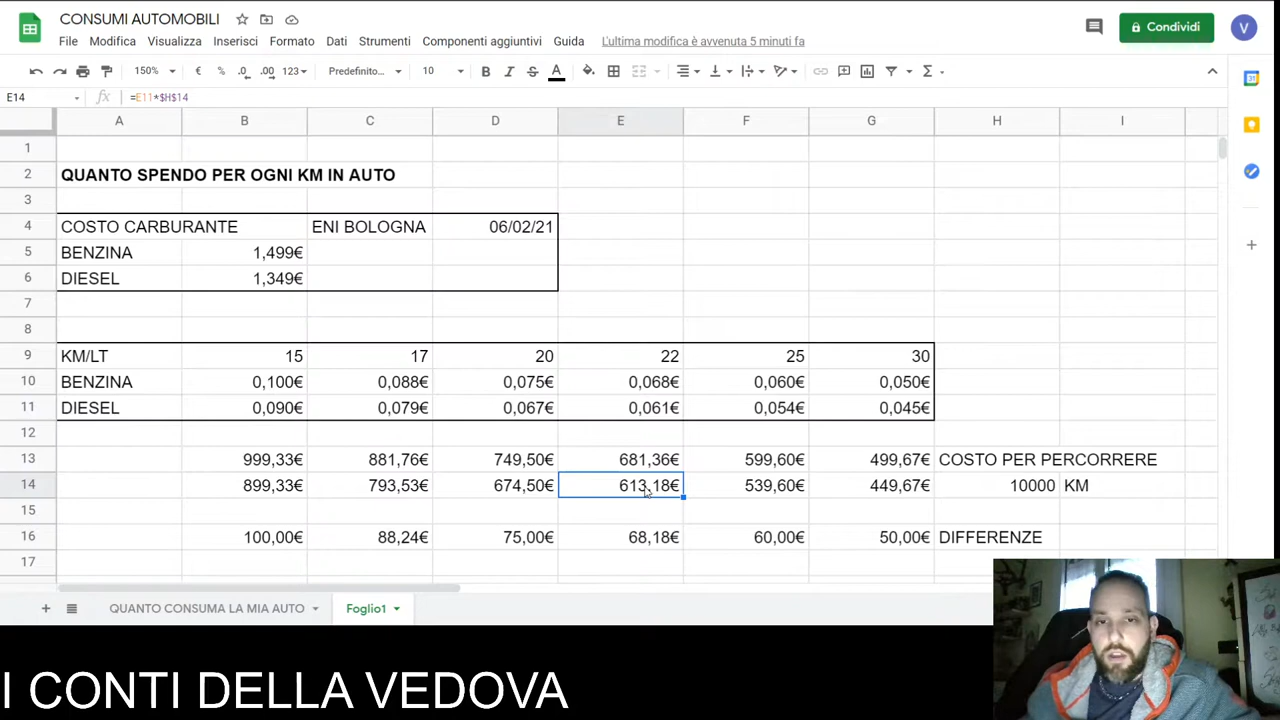 CONSUMI AUTOMOBILI
File Modifica Visualizza Inserisci Formato Dati Strumenti Componenti aggiuntivi Guida L'ultima modifica è avvenuta 5 minuti fa
Condividi
V
150% € % .0 .00 123 Predefinito... 10 B I S A
31
E14 fx =E11*$H$14
A B C D E F G H I
1
2 QUANTO SPENDO PER OGNI KM IN AUTO
3
4 COSTO CARBURANTE ENI BOLOGNA 06/02/21
5 BENZINA 1,499€
6 DIESEL 1,349€
7
8
9 KM/LT 15 17 20 22 25 30
10 BENZINA 0,100€ 0,088€ 0,075€ 0,068€ 0,060€ 0,050€
11 DIESEL 0,090€ 0,079€ 0,067€ 0,061€ 0,054€ 0,045€
12
13 999,33€ 881,76€ 749,50€ 681,36€ 599,60€ 499,67€ COSTO PER PERCORRERE
14 899,33€ 793,53€ 674,50€ 613,18€ 539,60€ 449,67€ 10000 KM
15
16 100,00€ 88,24€ 75,00€ 68,18€ 60,00€ 50,00€ DIFFERENZE
17
QUANTO CONSUMA LA MIA AUTO Foglio1
I CONTI DELLA VEDOVA